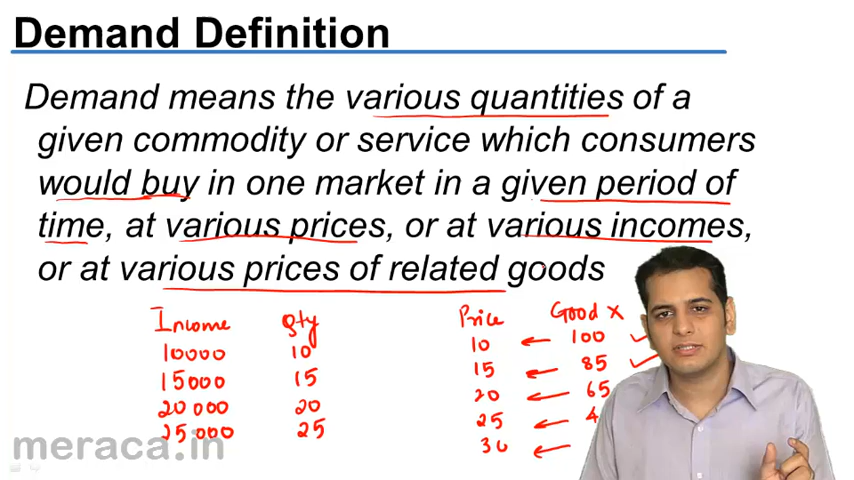 Demand Definition
Demand means the various quantities of a
given commodity or service which consumers
would buy in one market in a given period of
time, at various prices, or at various incomes,
or at various prices of related goods
Income Qty Price Good X
10000 10 10 100
15000 15 15 85
20000 20 20 65
25000 25 25
30
meraca.in